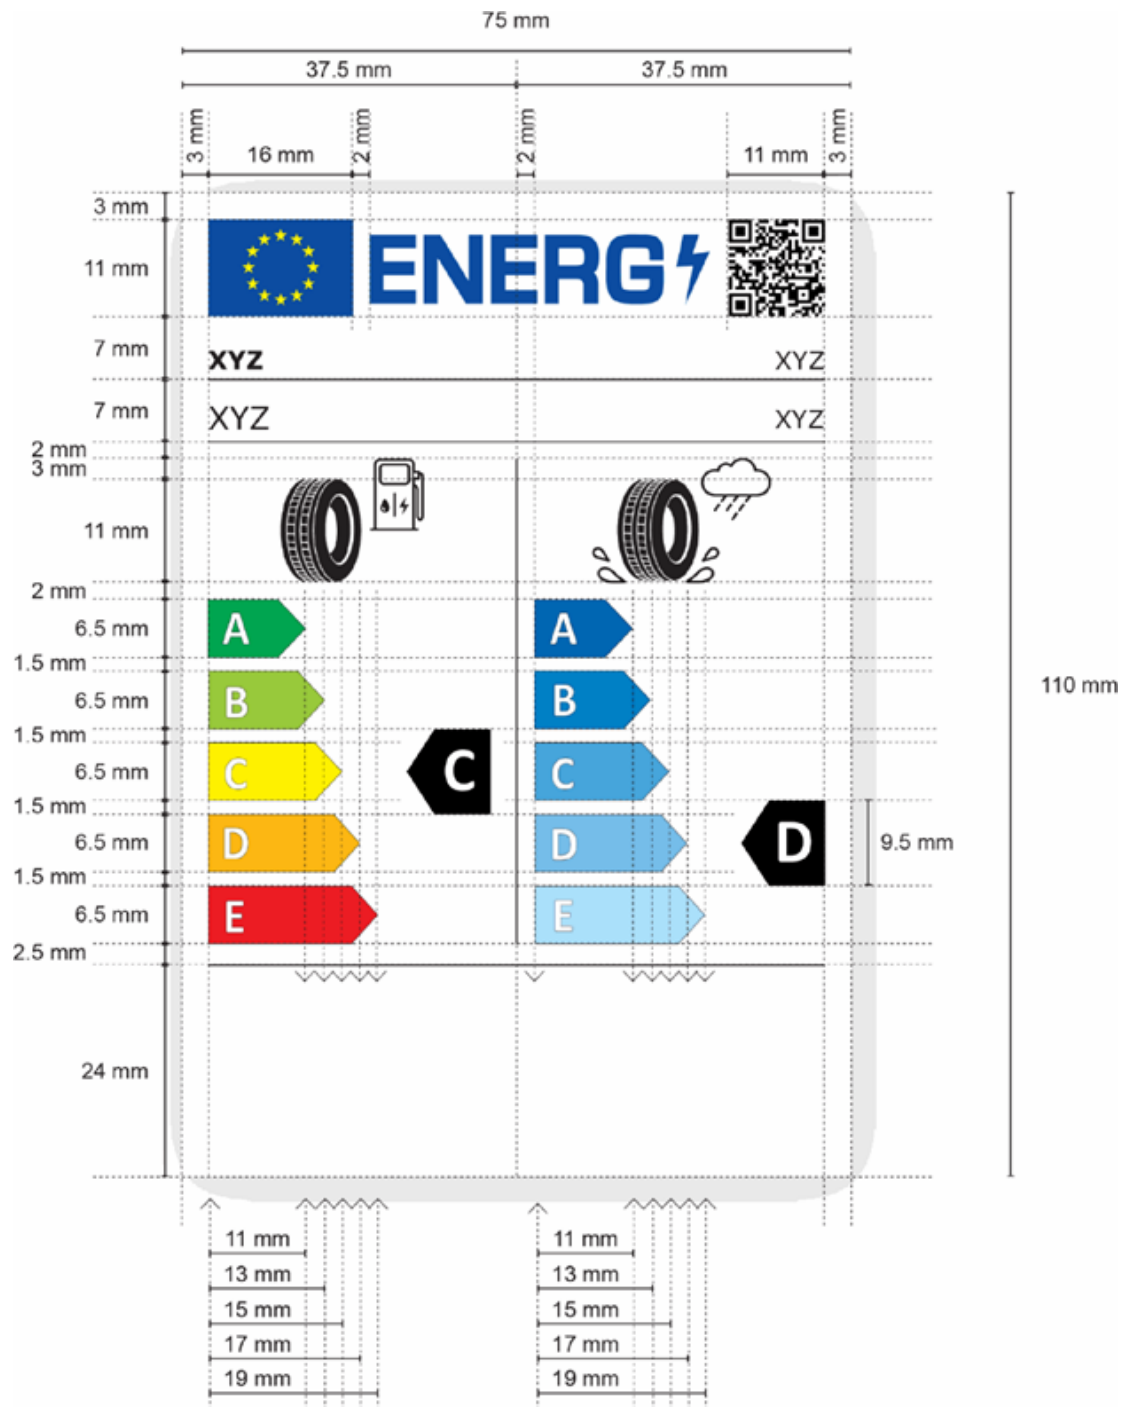 75 mm
37.5 mm 37.5 mm
3 mm 16 mm 2 mm 2 mm 11 mm 3 mm
3 mm
11 mm ENERG
7 mm XYZ XYZ
7 mm XYZ XYZ
2 mm
3 mm
11 mm
2 mm
6.5 mm A A
1.5 mm
110 mm
6.5 mm B B
1.5 mm
6.5 mm C C C
1.5 mm
6.5 mm D D D 9.5 mm
1.5 mm
6.5 mm E E
2.5 mm
24 mm
11 mm 11 mm
13 mm 13 mm
15 mm 15 mm
17 mm 17 mm
19 mm 19 mm